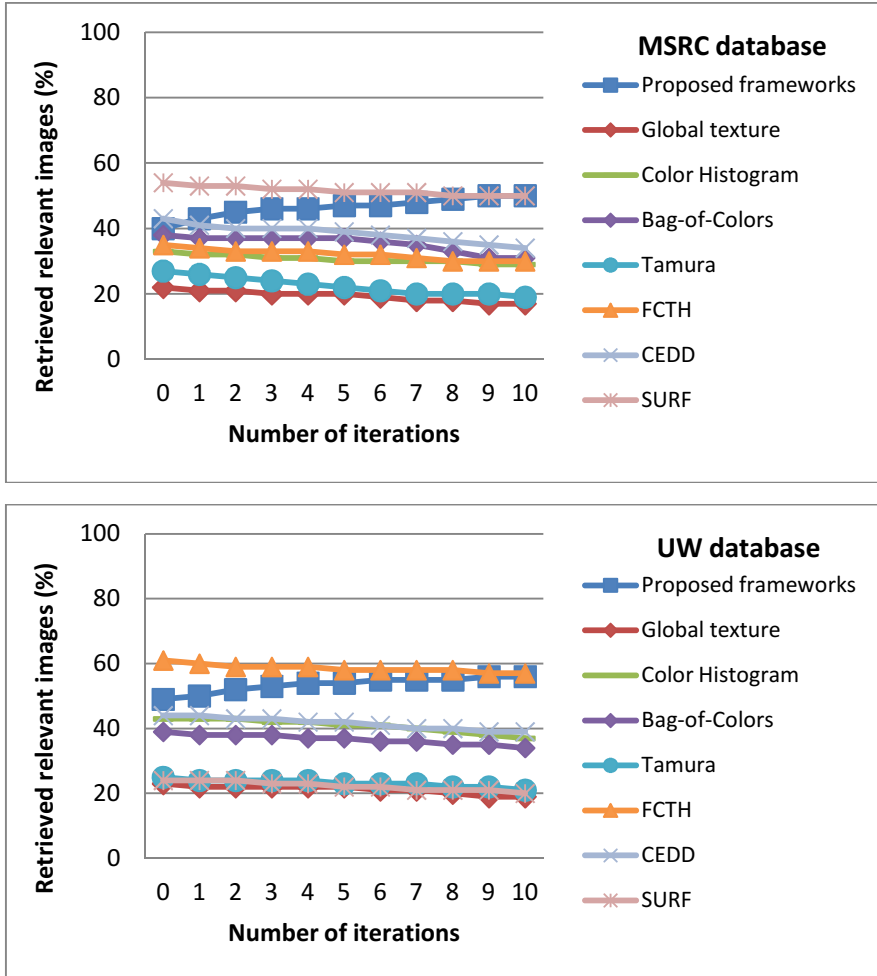 MSRC database
Retrieved relevant images (%)
100
80
60
40
20
0
0 1 2 3 4 5 6 7 8 9 10
Number of iterations
Proposed frameworks
Global texture
Color Histogram
Bag-of-Colors
Tamura
FCTH
CEDD
SURF
UW database
Retrieved relevant images (%)
100
80
60
40
20
0
0 1 2 3 4 5 6 7 8 9 10
Number of iterations
Proposed frameworks
Global texture
Color Histogram
Bag-of-Colors
Tamura
FCTH
CEDD
SURF